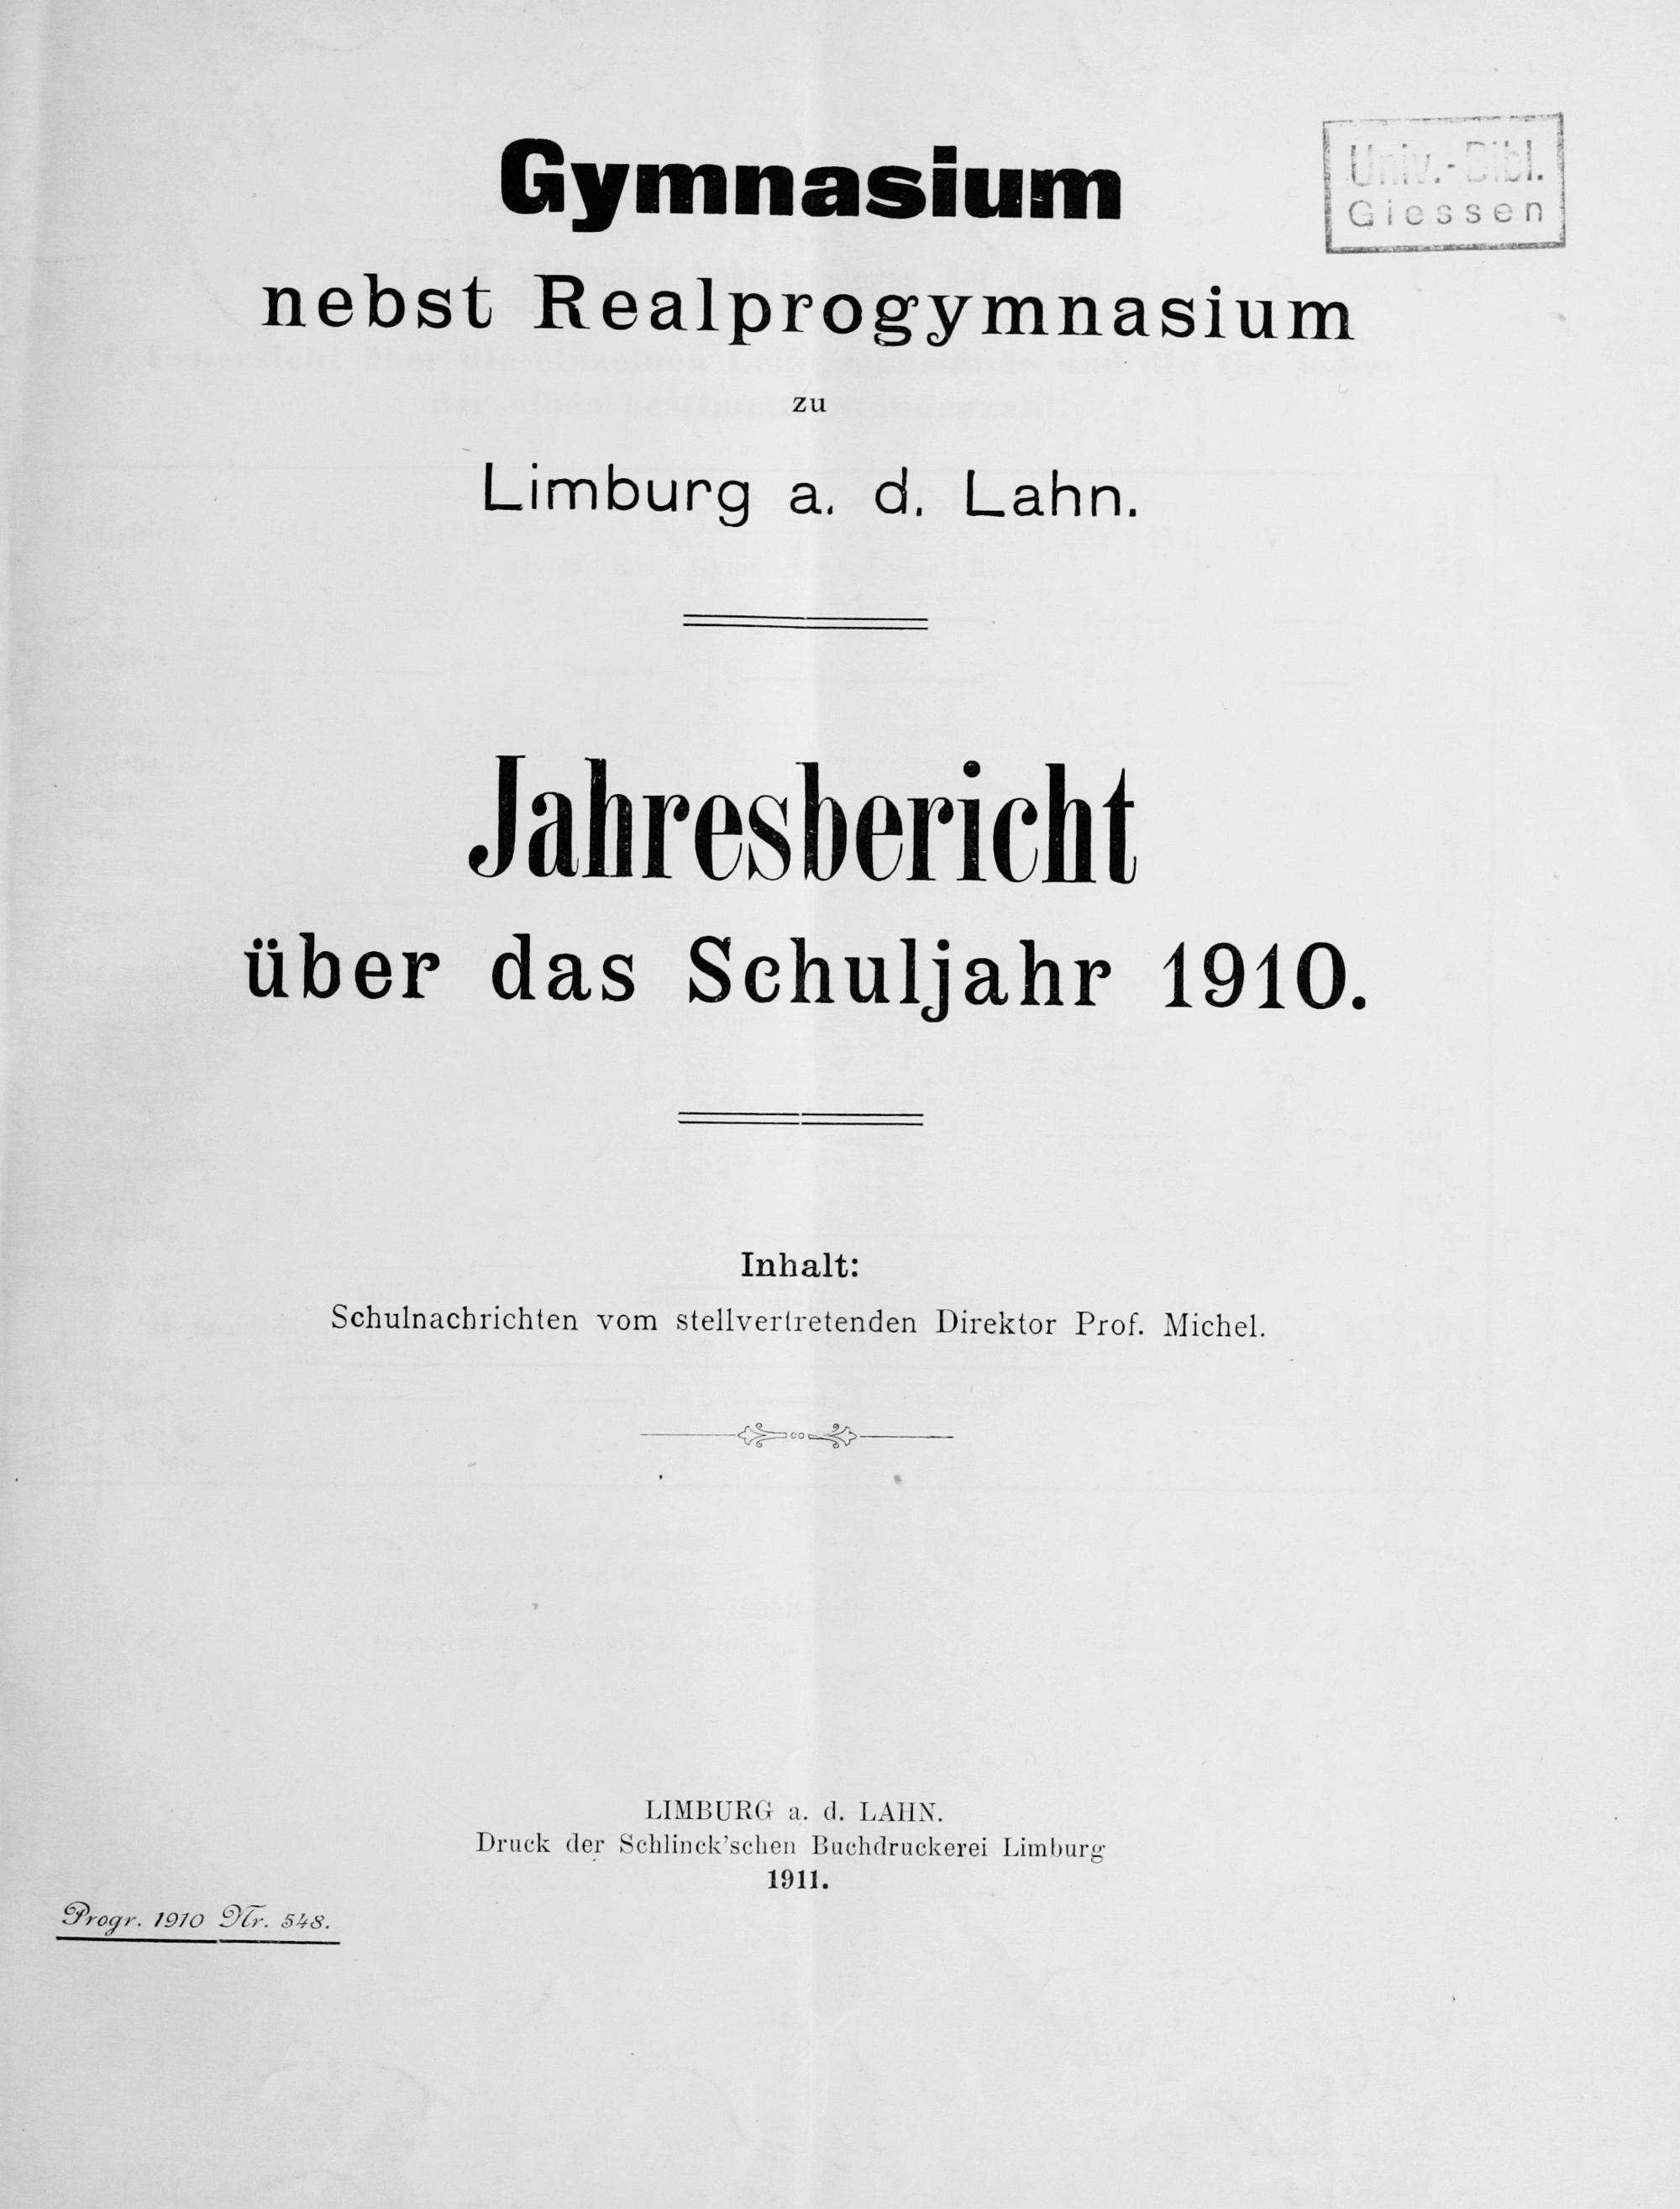 Gymnasium
Univ.-Bibl.
Giessen
nebst Realprogymnasium
zu
Limburg a. d. Lahn.
Jahresbericht
über das Schuljahr 1910.
Inhalt:
Schulnachrichten vom stellvertretenden Direktor Prof. Michel.
LIMBURG a. d. LAHN.
Druck der Schlinck'schen Buchdruckerei Limburg
1911.
Progr. 1910 Nr. 548.